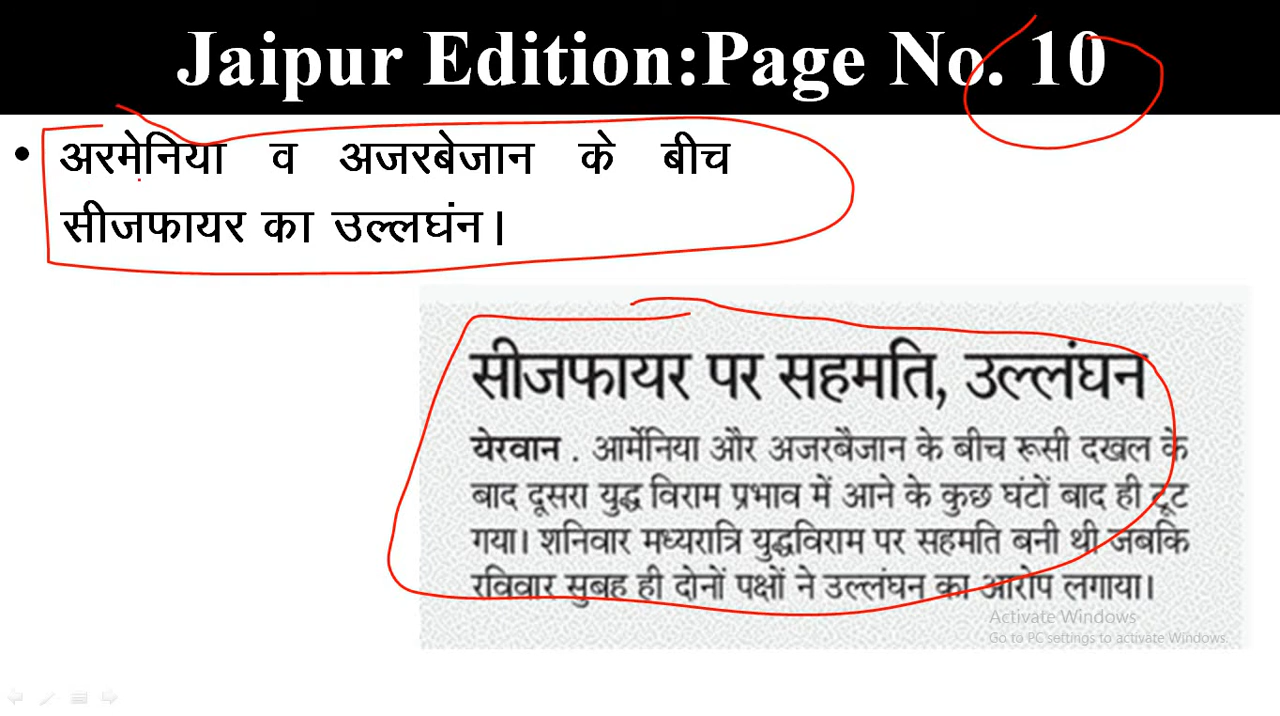 Jaipur Edition:Page No. 10
• अरमेनिया व अजरबेजान के बीच
सीजफायर का उल्लघंन।
सीजफायर पर सहमति, उल्लंघन
येरवान . आर्मेनिया और अजरबैजान के बीच रूसी दखल के
बाद दूसरा युद्ध विराम प्रभाव में आने के कुछ घंटों बाद ही टूट
गया। शनिवार मध्यरात्रि युद्धविराम पर सहमति बनी थी जबकि
रविवार सुबह ही दोनों पक्षों ने उल्लंघन का आरोप लगाया।
Activate Windows
Go to PC settings to activate Windows.